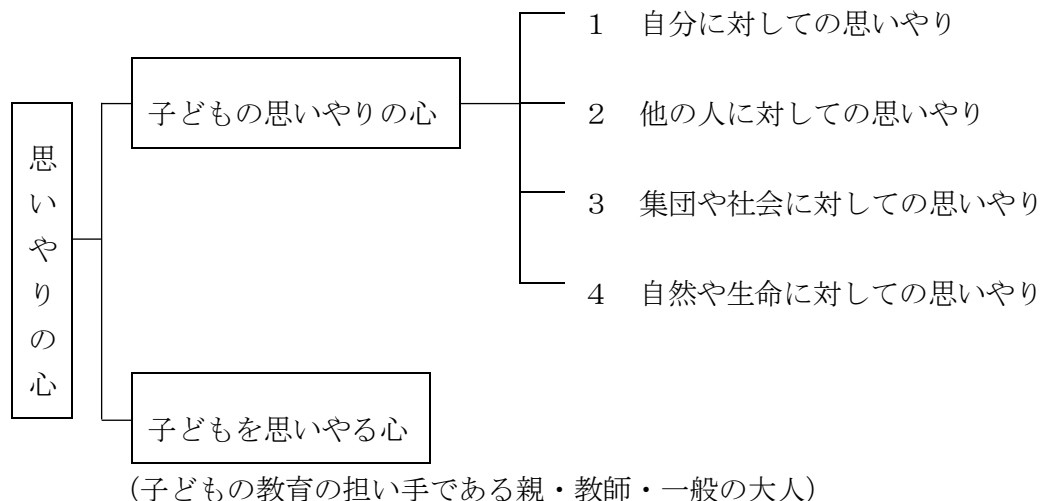 思いやりの心
子どもの思いやりの心
1 自分に対しての思いやり
2 他の人に対しての思いやり
3 集団や社会に対しての思いやり
4 自然や生命に対しての思いやり
子どもを思いやる心
(子どもの教育の担い手である親・教師・一般の大人)